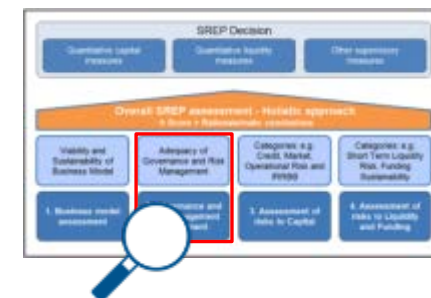 SREP Decision
Quantitative capital
measures
Quantitative liquidity
measures
Other supervisory
measures
Overall SREP assessment - Holistic approach
Viability and
Sustainability of
Business Model
Adequacy of
Governance and Risk
Management
Categories: e.g.
Credit, Market,
Operational Risk and
IRRBB
Categories: e.g.
Short Term Liquidity
Risk, Funding
Sustainability
1. Business model
assessment
3. Assessment of
risks to Capital
4. Assessment of
risks to Liquidity
and Funding